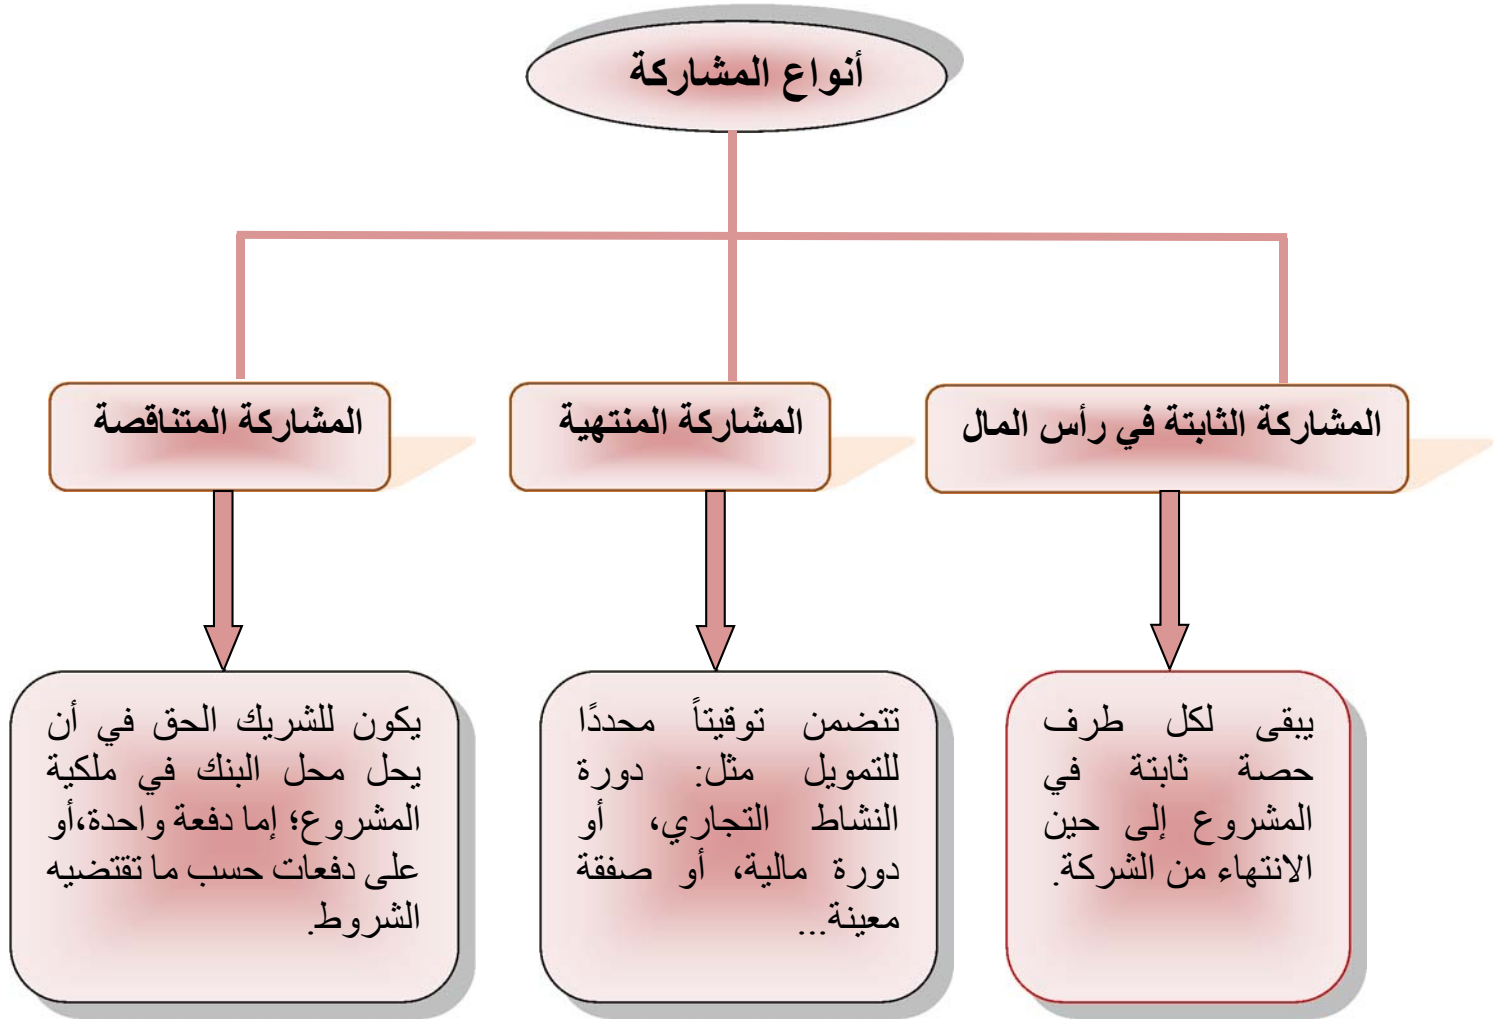 أنواع المشاركة
المشاركة الثابتة في رأس المال
المشاركة المنتهية
المشاركة المتناقصة
يبقى لكل طرف
حصة ثابتة في
المشروع إلى حين
الانتهاء من الشركة.
تتضمن توقيتاً محددًا
للتمويل مثل: دورة
النشاط التجاري، أو
دورة مالية، أو صفقة
معينة...
يكون للشريك الحق في أن
يحل محل البنك في ملكية
المشروع؛ إما دفعة واحدة،أو
على دفعات حسب ما تقتضيه
الشروط.